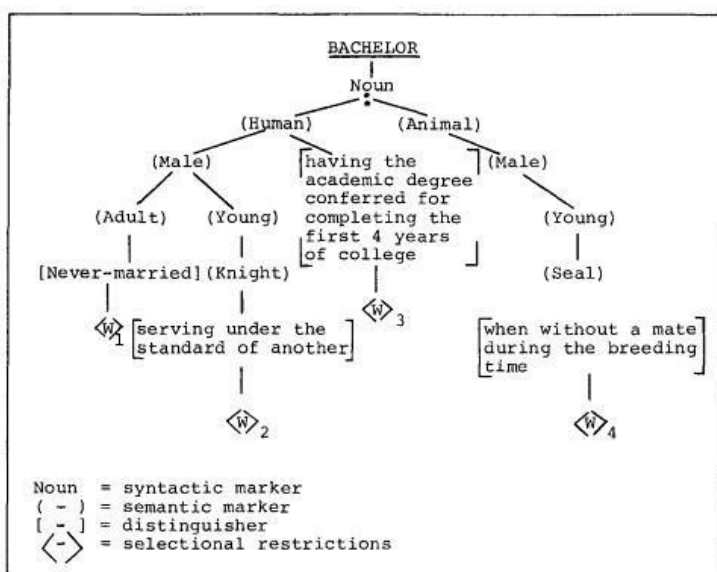 BACHELOR
Noun
(Human) (Animal)
(Male) [having the (Male)
academic degree
conferred for
(Adult) (Young) completing the (Young)
first 4 years
[Never-married] (Knight) of college] (Seal)
<W>1 <W>3
[serving under the [when without a mate
standard of another] during the breeding
time]
<W>2 <W>4
Noun = syntactic marker
( - ) = semantic marker
[ - ] = distinguisher
< - > = selectional restrictions